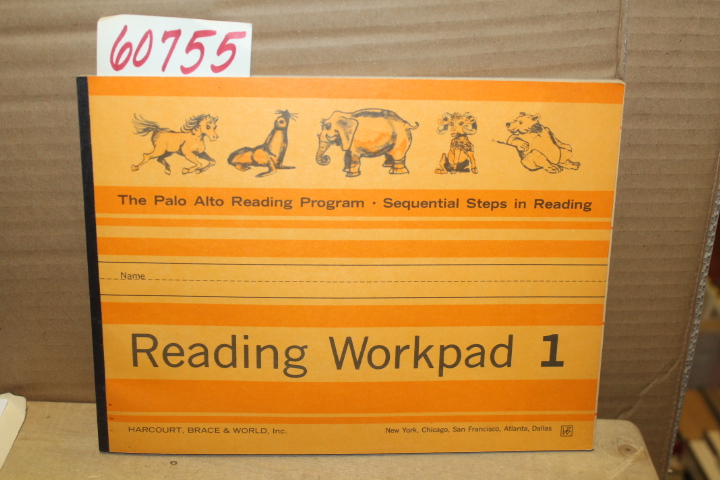 60755
The Palo Alto Reading Program · Sequential Steps in Reading
Name
Reading Workpad 1
HARCOURT, BRACE & WORLD, Inc.
New York, Chicago, San Francisco, Atlanta, Dallas